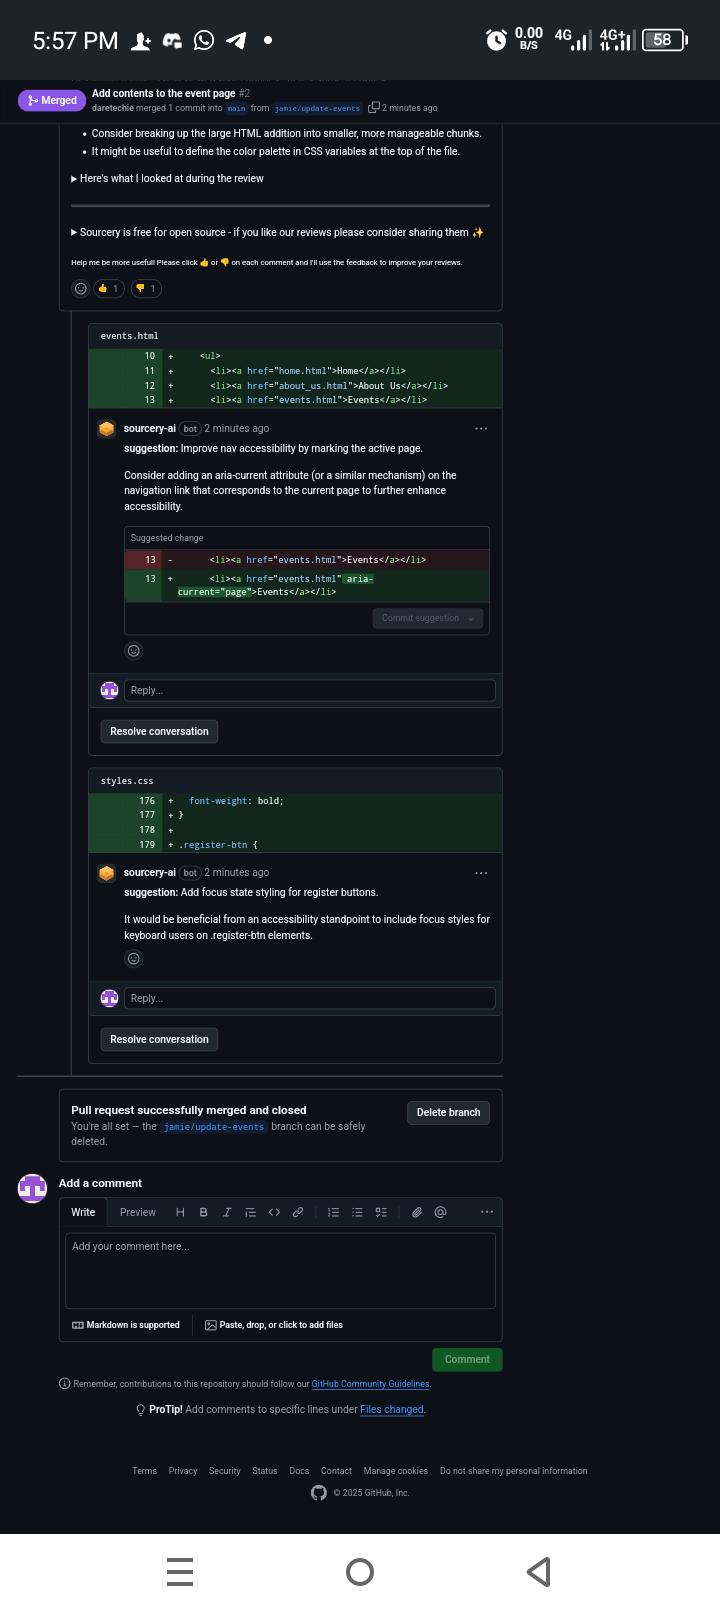 5:57 PM
0.00 B/S
4G
4G+
58
Merged
Add contents to the event page #2
daretechie merged 1 commit into main from jamie/update-events 2 minutes ago
• Consider breaking up the large HTML addition into smaller, more manageable chunks.
• It might be useful to define the color palette in CSS variables at the top of the file.
▶ Here's what I looked at during the review
▶ Sourcery is free for open source - if you like our reviews please consider sharing them ✨
Help me be more useful! Please click 👍 or 👎 on each comment and I'll use the feedback to improve your reviews.
👍 1 👎 1
events.html
10 + <ul>
11 + <li><a href="home.html">Home</a></li>
12 + <li><a href="about_us.html">About Us</a></li>
13 + <li><a href="events.html">Events</a></li>
sourcery-ai bot 2 minutes ago
suggestion: Improve nav accessibility by marking the active page.
Consider adding an aria-current attribute (or a similar mechanism) on the
navigation link that corresponds to the current page to further enhance
accessibility.
Suggested change
13 - <li><a href="events.html">Events</a></li>
13 + <li><a href="events.html" aria-
current="page">Events</a></li>
Commit suggestion
Reply...
Resolve conversation
styles.css
176 + font-weight: bold;
177 + }
178 +
179 + .register-btn {
sourcery-ai bot 2 minutes ago
suggestion: Add focus state styling for register buttons.
It would be beneficial from an accessibility standpoint to include focus styles for
keyboard users on .register-btn elements.
Reply...
Resolve conversation
Pull request successfully merged and closed
You're all set — the jamie/update-events branch can be safely
deleted.
Delete branch
Add a comment
Write Preview
Add your comment here...
Markdown is supported
Paste, drop, or click to add files
Comment
Remember, contributions to this repository should follow our GitHub Community Guidelines.
ProTip! Add comments to specific lines under Files changed.
Terms Privacy Security Status Docs Contact Manage cookies Do not share my personal information
© 2025 GitHub, Inc.